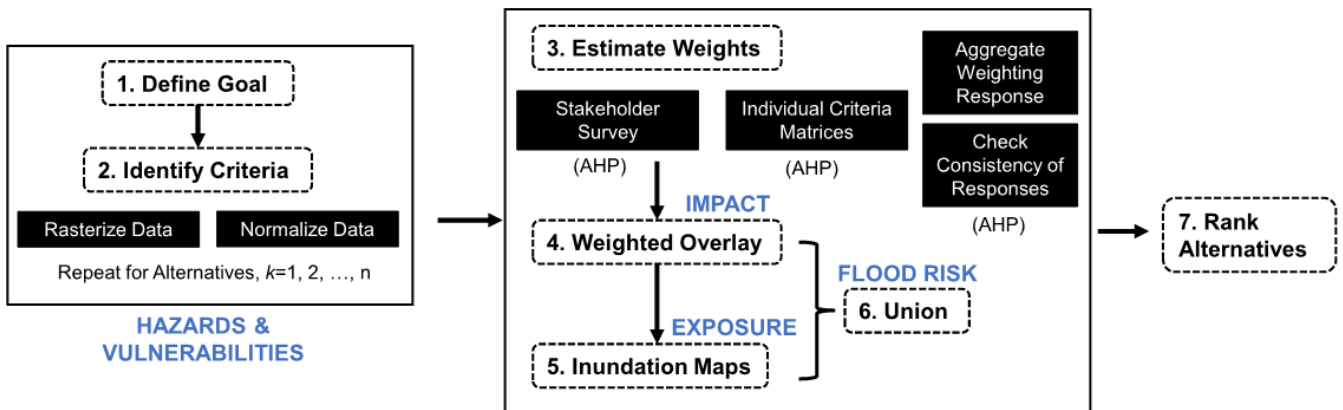 1. Define Goal
2. Identify Criteria
Rasterize Data
Normalize Data
Repeat for Alternatives, k=1, 2, …, n
HAZARDS &
VULNERABILITIES
3. Estimate Weights
Stakeholder
Survey
(AHP)
Individual Criteria
Matrices
(AHP)
Aggregate
Weighting
Response
Check
Consistency of
Responses
(AHP)
IMPACT
4. Weighted Overlay
EXPOSURE
5. Inundation Maps
FLOOD RISK
6. Union
7. Rank
Alternatives